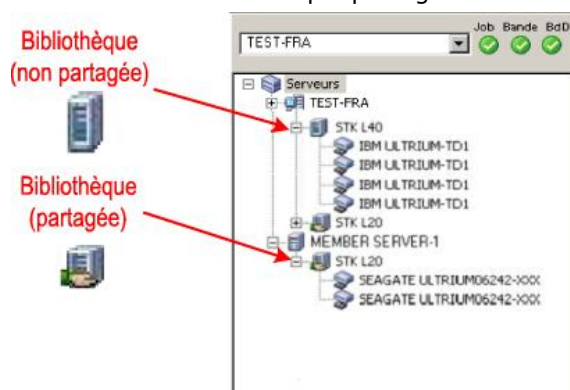 Job Bande BdD
TEST-FRA
Bibliothèque
(non partagée)
Bibliothèque
(partagée)
Serveurs
TEST-FRA
STK L40
IBM ULTRIUM-TD1
IBM ULTRIUM-TD1
IBM ULTRIUM-TD1
IBM ULTRIUM-TD1
STK L20
MEMBER SERVER-1
STK L20
SEAGATE ULTRIUM06242-XXX
SEAGATE ULTRIUM06242-XXX